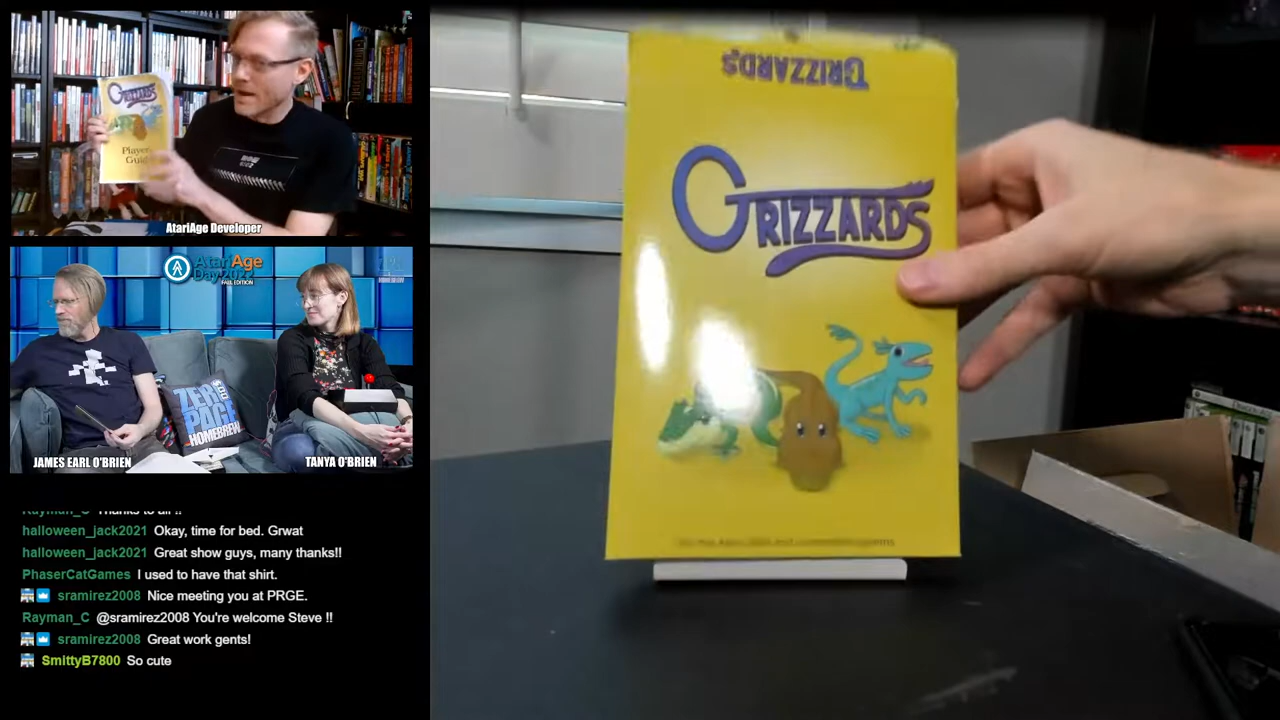 GRIZZARDS
Player's
Guide
AtariAge Developer
AtariAge
Day 2022
FALL EDITION
ZERO
PAGE
HOMEBREW
JAMES EARL O'BRIEN
TANYA O'BRIEN
Rayman_C Thanks to all !!
halloween_jack2021 Okay, time for bed. Grwat
halloween_jack2021 Great show guys, many thanks!!
PhaserCatGames I used to have that shirt.
sramirez2008 Nice meeting you at PRGE.
Rayman_C @sramirez2008 You're welcome Steve !!
sramirez2008 Great work gents!
SmittyB7800 So cute
GRIZZARDS
GRIZZARDS